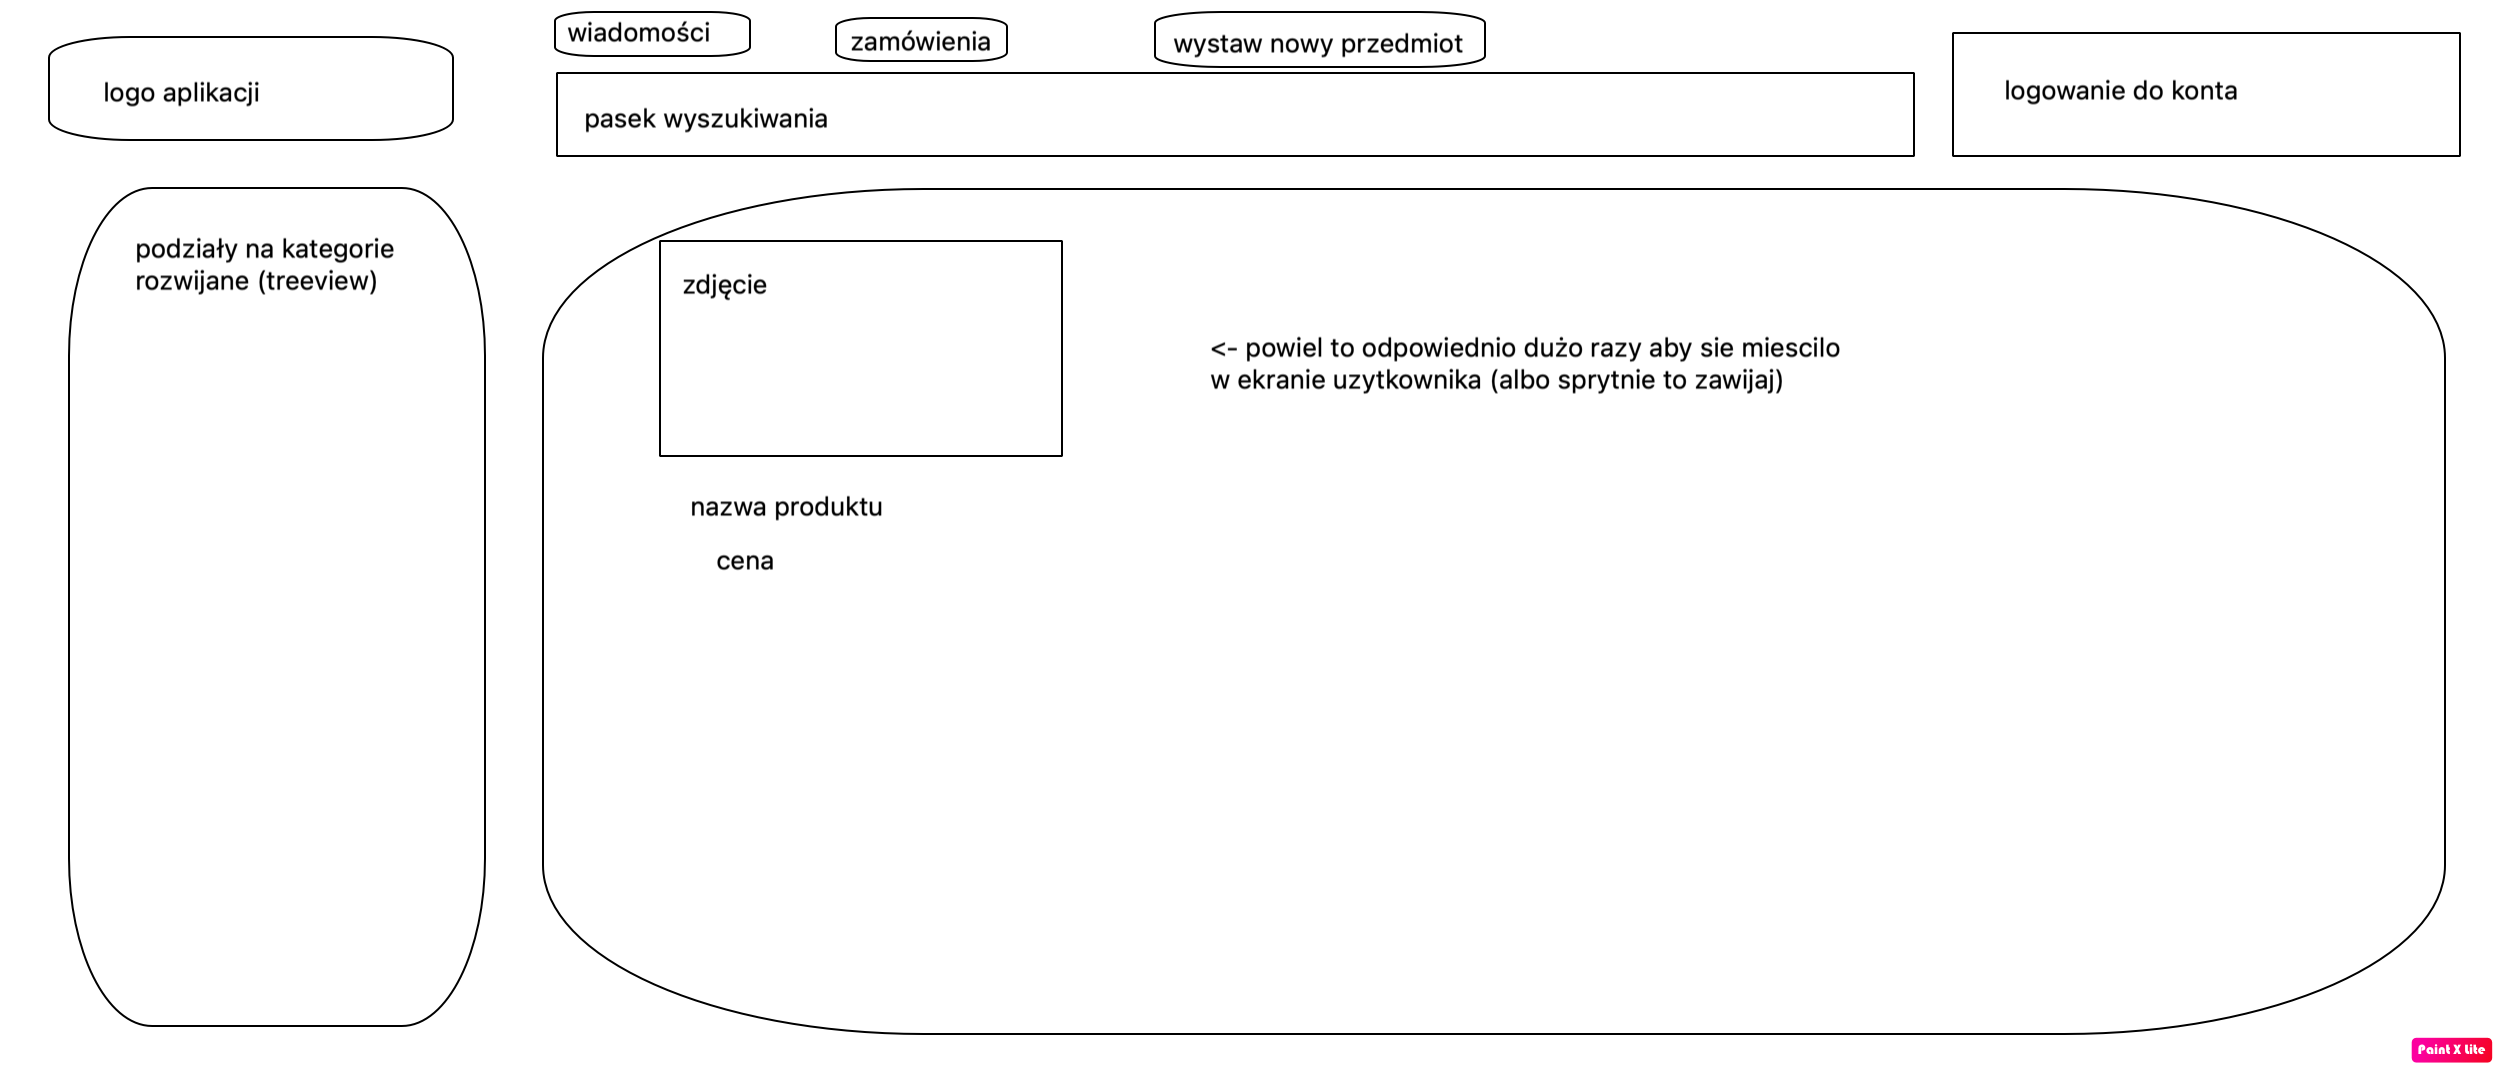 wiadomości
zamówienia
wystaw nowy przedmiot
logo aplikacji
pasek wyszukiwania
logowanie do konta
podziały na kategorie
rozwijane (treeview)
zdjęcie
<- powiel to odpowiednio dużo razy aby sie miescilo
w ekranie uzytkownika (albo sprytnie to zawijaj)
nazwa produktu
cena
Paint X Lite